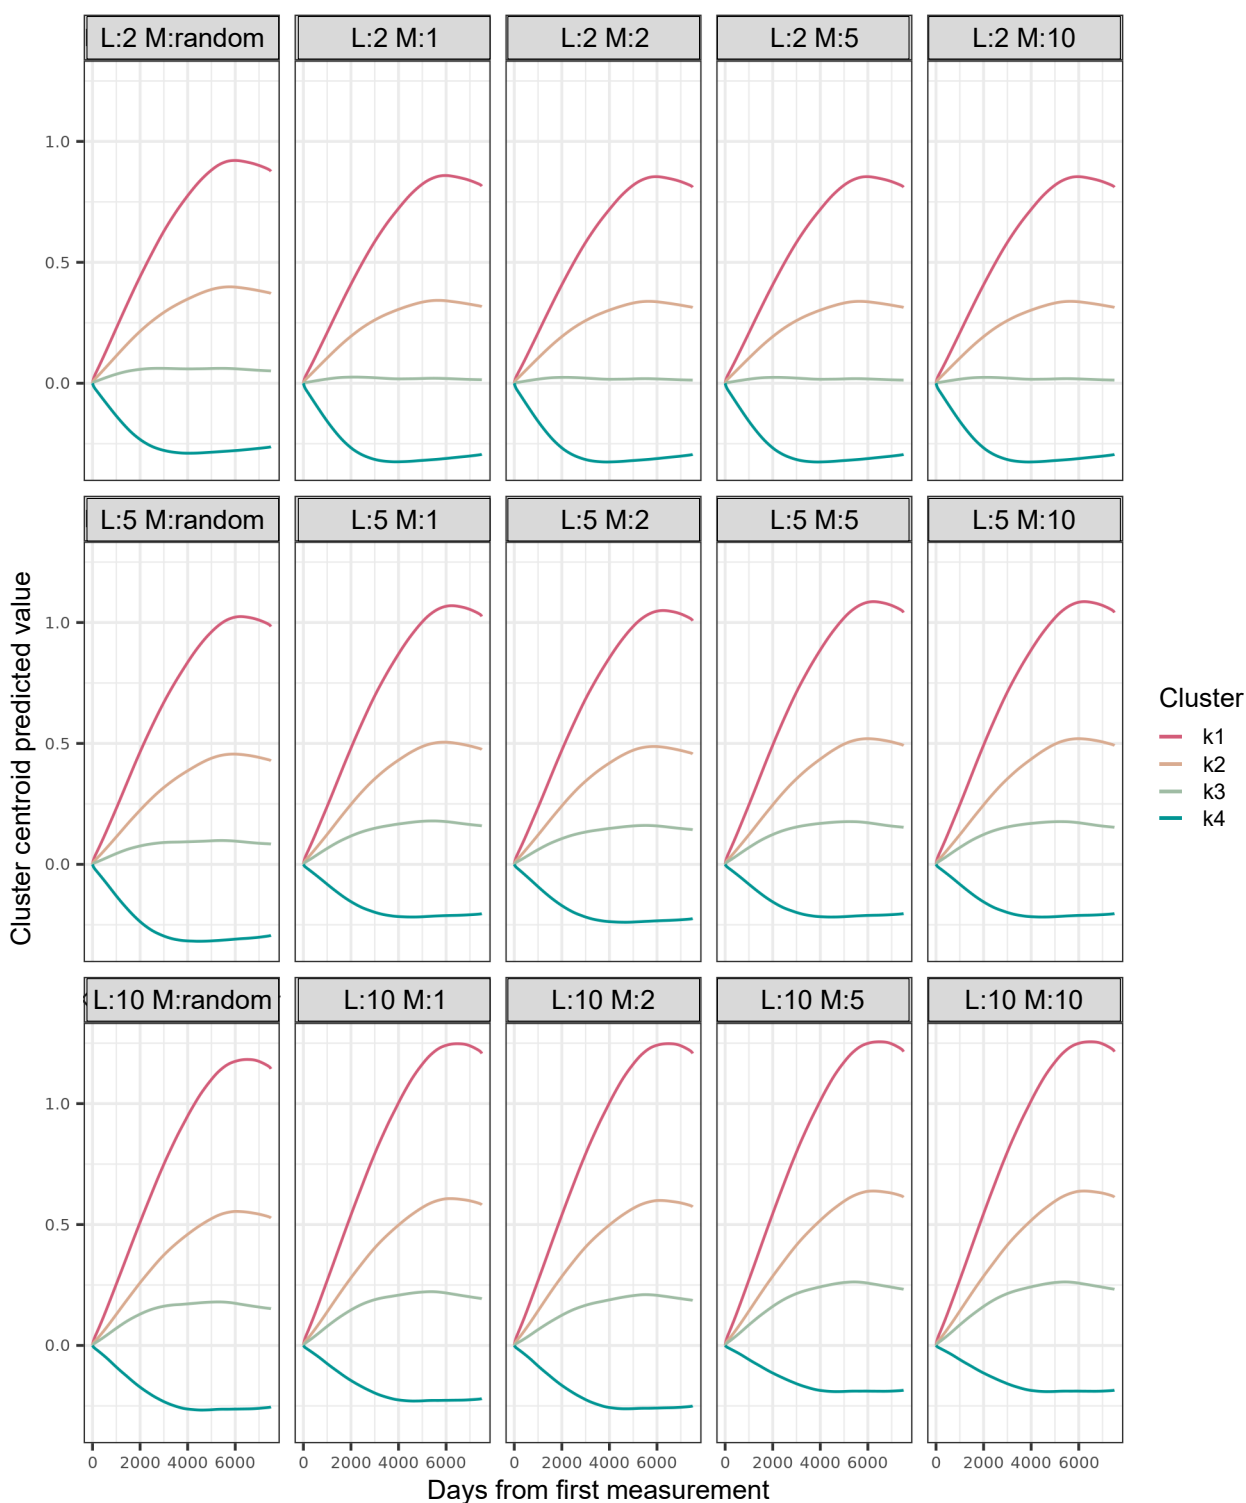 L:2 M:random L:2 M:1 L:2 M:2 L:2 M:5 L:2 M:10
1.0
0.5
0.0
L:5 M:random L:5 M:1 L:5 M:2 L:5 M:5 L:5 M:10
1.0
0.5
0.0
Cluster centroid predicted value
Cluster
k1
k2
k3
k4
L:10 M:random L:10 M:1 L:10 M:2 L:10 M:5 L:10 M:10
1.0
0.5
0.0
0 2000 4000 6000 0 2000 4000 6000 0 2000 4000 6000 0 2000 4000 6000 0 2000 4000 6000
Days from first measurement